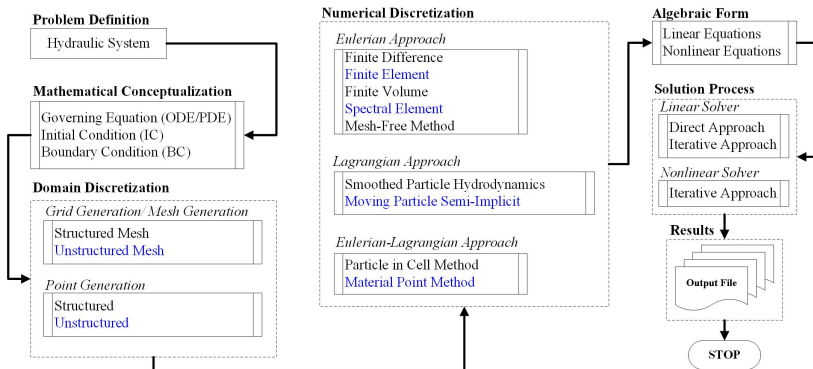 Problem Definition
Hydraulic System
Mathematical Conceptualization
Governing Equation (ODE/PDE)
Initial Condition (IC)
Boundary Condition (BC)
Domain Discretization
Grid Generation/ Mesh Generation
Structured Mesh
Unstructured Mesh
Point Generation
Structured
Unstructured
Numerical Discretization
Eulerian Approach
Finite Difference
Finite Element
Finite Volume
Spectral Element
Mesh-Free Method
Lagrangian Approach
Smoothed Particle Hydrodynamics
Moving Particle Semi-Implicit
Eulerian-Lagrangian Approach
Particle in Cell Method
Material Point Method
Algebraic Form
Linear Equations
Nonlinear Equations
Solution Process
Linear Solver
Direct Approach
Iterative Approach
Nonlinear Solver
Iterative Approach
Results
Output File
STOP